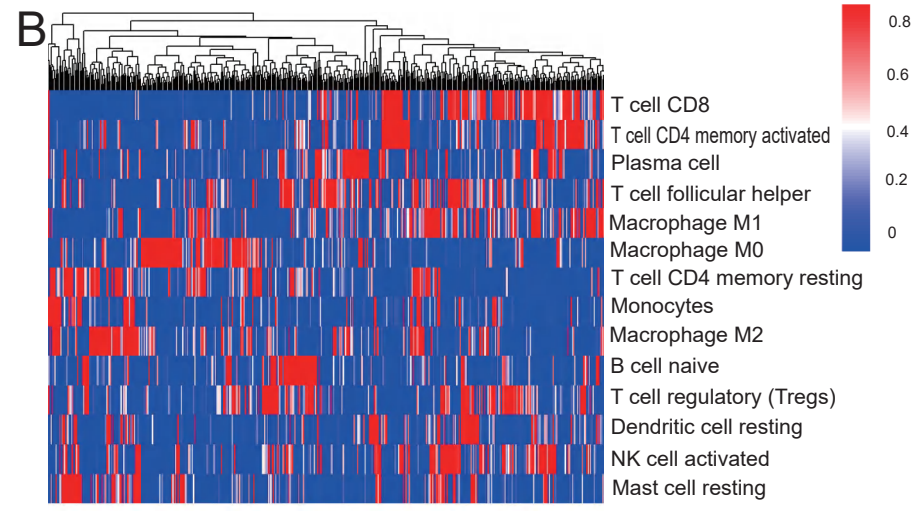 B
0.8
0.6
0.4
0.2
0
T cell CD8
T cell CD4 memory activated
Plasma cell
T cell follicular helper
Macrophage M1
Macrophage M0
T cell CD4 memory resting
Monocytes
Macrophage M2
B cell naive
T cell regulatory (Tregs)
Dendritic cell resting
NK cell activated
Mast cell resting